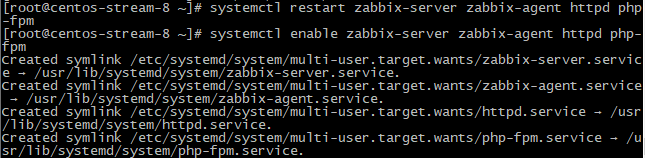 [root@centos-stream-8 ~]# systemctl restart zabbix-server zabbix-agent httpd php
-fpm
[root@centos-stream-8 ~]# systemctl enable zabbix-server zabbix-agent httpd php-
fpm
Created symlink /etc/systemd/system/multi-user.target.wants/zabbix-server.servic
e → /usr/lib/systemd/system/zabbix-server.service.
Created symlink /etc/systemd/system/multi-user.target.wants/zabbix-agent.service
 → /usr/lib/systemd/system/zabbix-agent.service.
Created symlink /etc/systemd/system/multi-user.target.wants/httpd.service → /usr
/lib/systemd/system/httpd.service.
Created symlink /etc/systemd/system/multi-user.target.wants/php-fpm.service → /u
sr/lib/systemd/system/php-fpm.service.